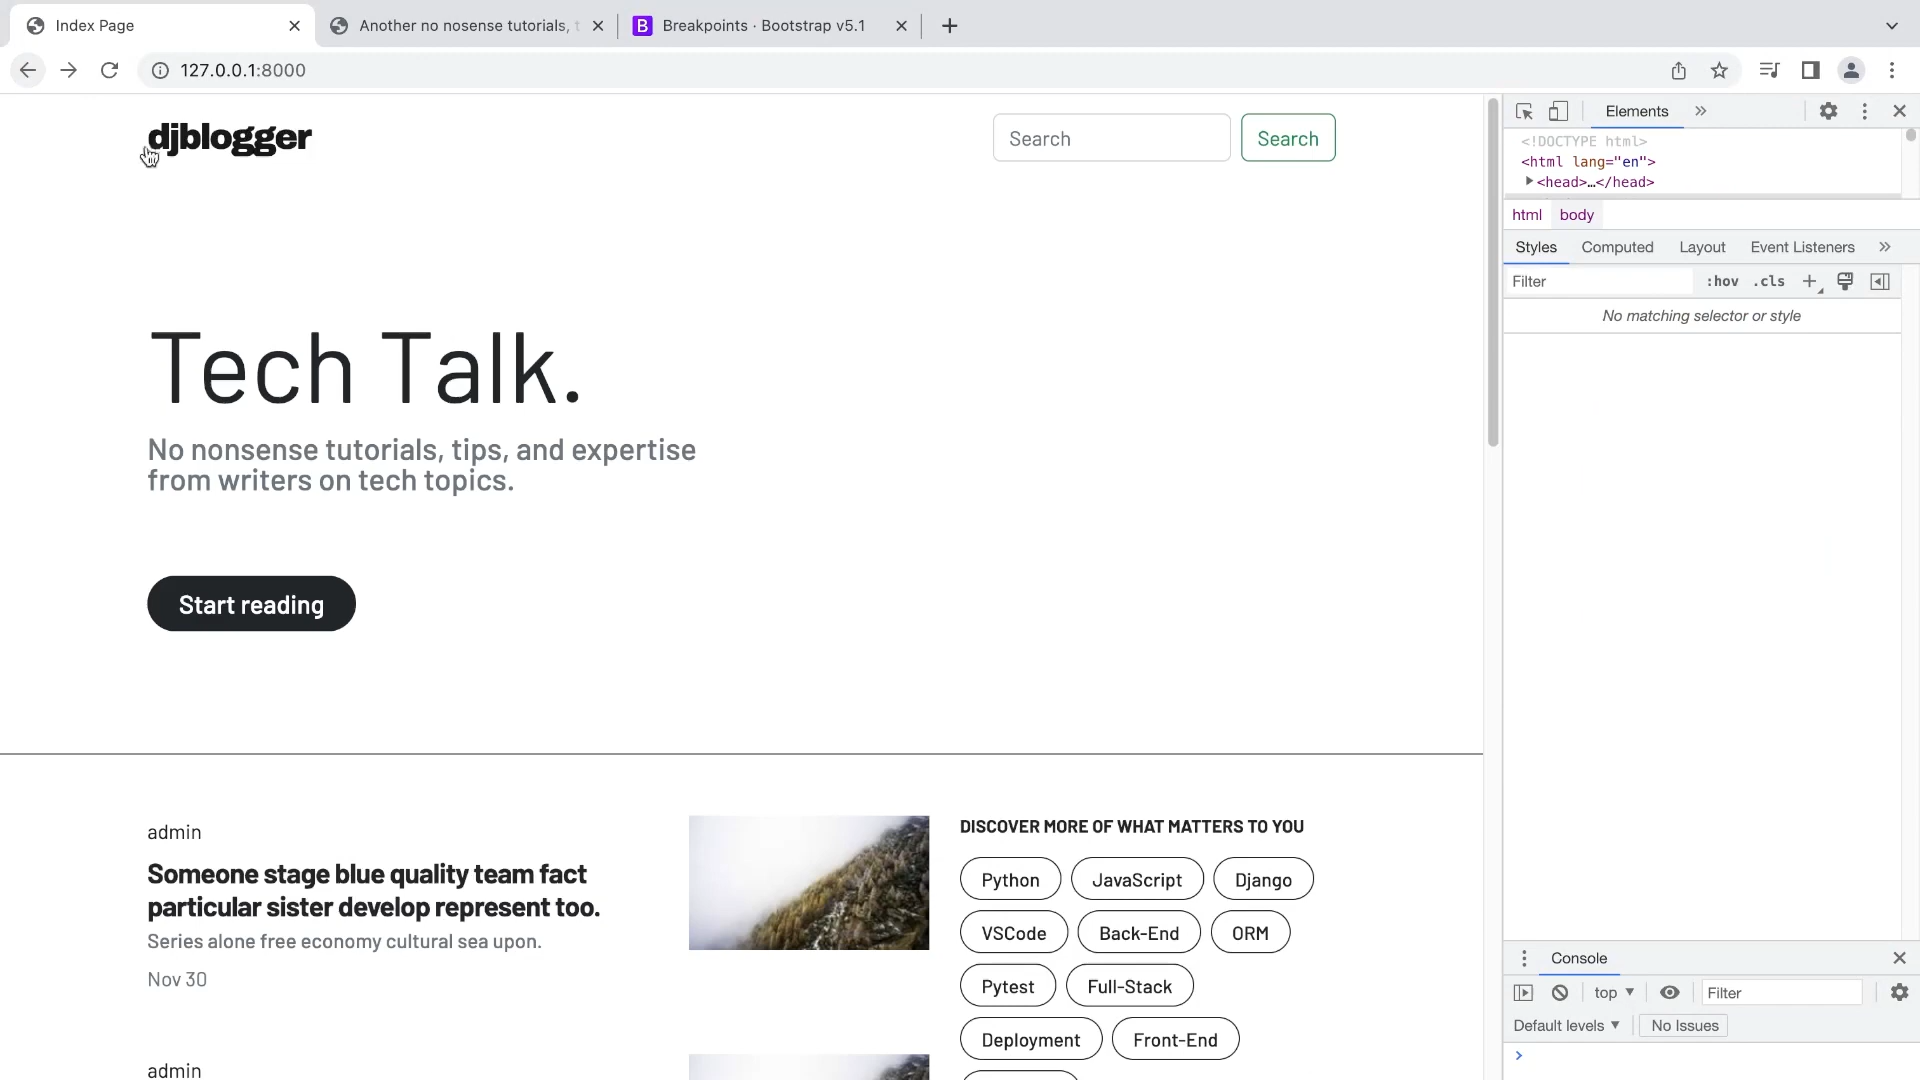 Index Page
Another no nosense tutorials, t
B Breakpoints · Bootstrap v5.1
127.0.0.1:8000
djblogger
Search
Search
Tech Talk.
No nonsense tutorials, tips, and expertise
from writers on tech topics.
Start reading
admin
Someone stage blue quality team fact
particular sister develop represent too.
Series alone free economy cultural sea upon.
Nov 30
admin
DISCOVER MORE OF WHAT MATTERS TO YOU
Python JavaScript Django
VSCode Back-End ORM
Pytest Full-Stack
Deployment Front-End
Elements
<!DOCTYPE html>
<html lang="en">
<head>…</head>
html body
Styles Computed Layout Event Listeners
Filter :hov .cls
No matching selector or style
Console
top Filter
Default levels No Issues